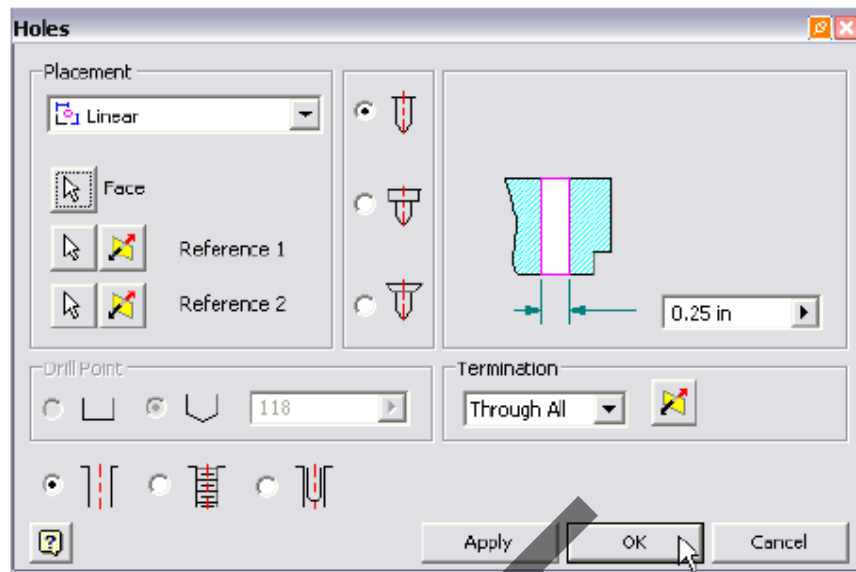 Holes
Placement
Linear
Face
Reference 1
Reference 2
0.25 in
Drill Point
118
Termination
Through All
Apply
OK
Cancel